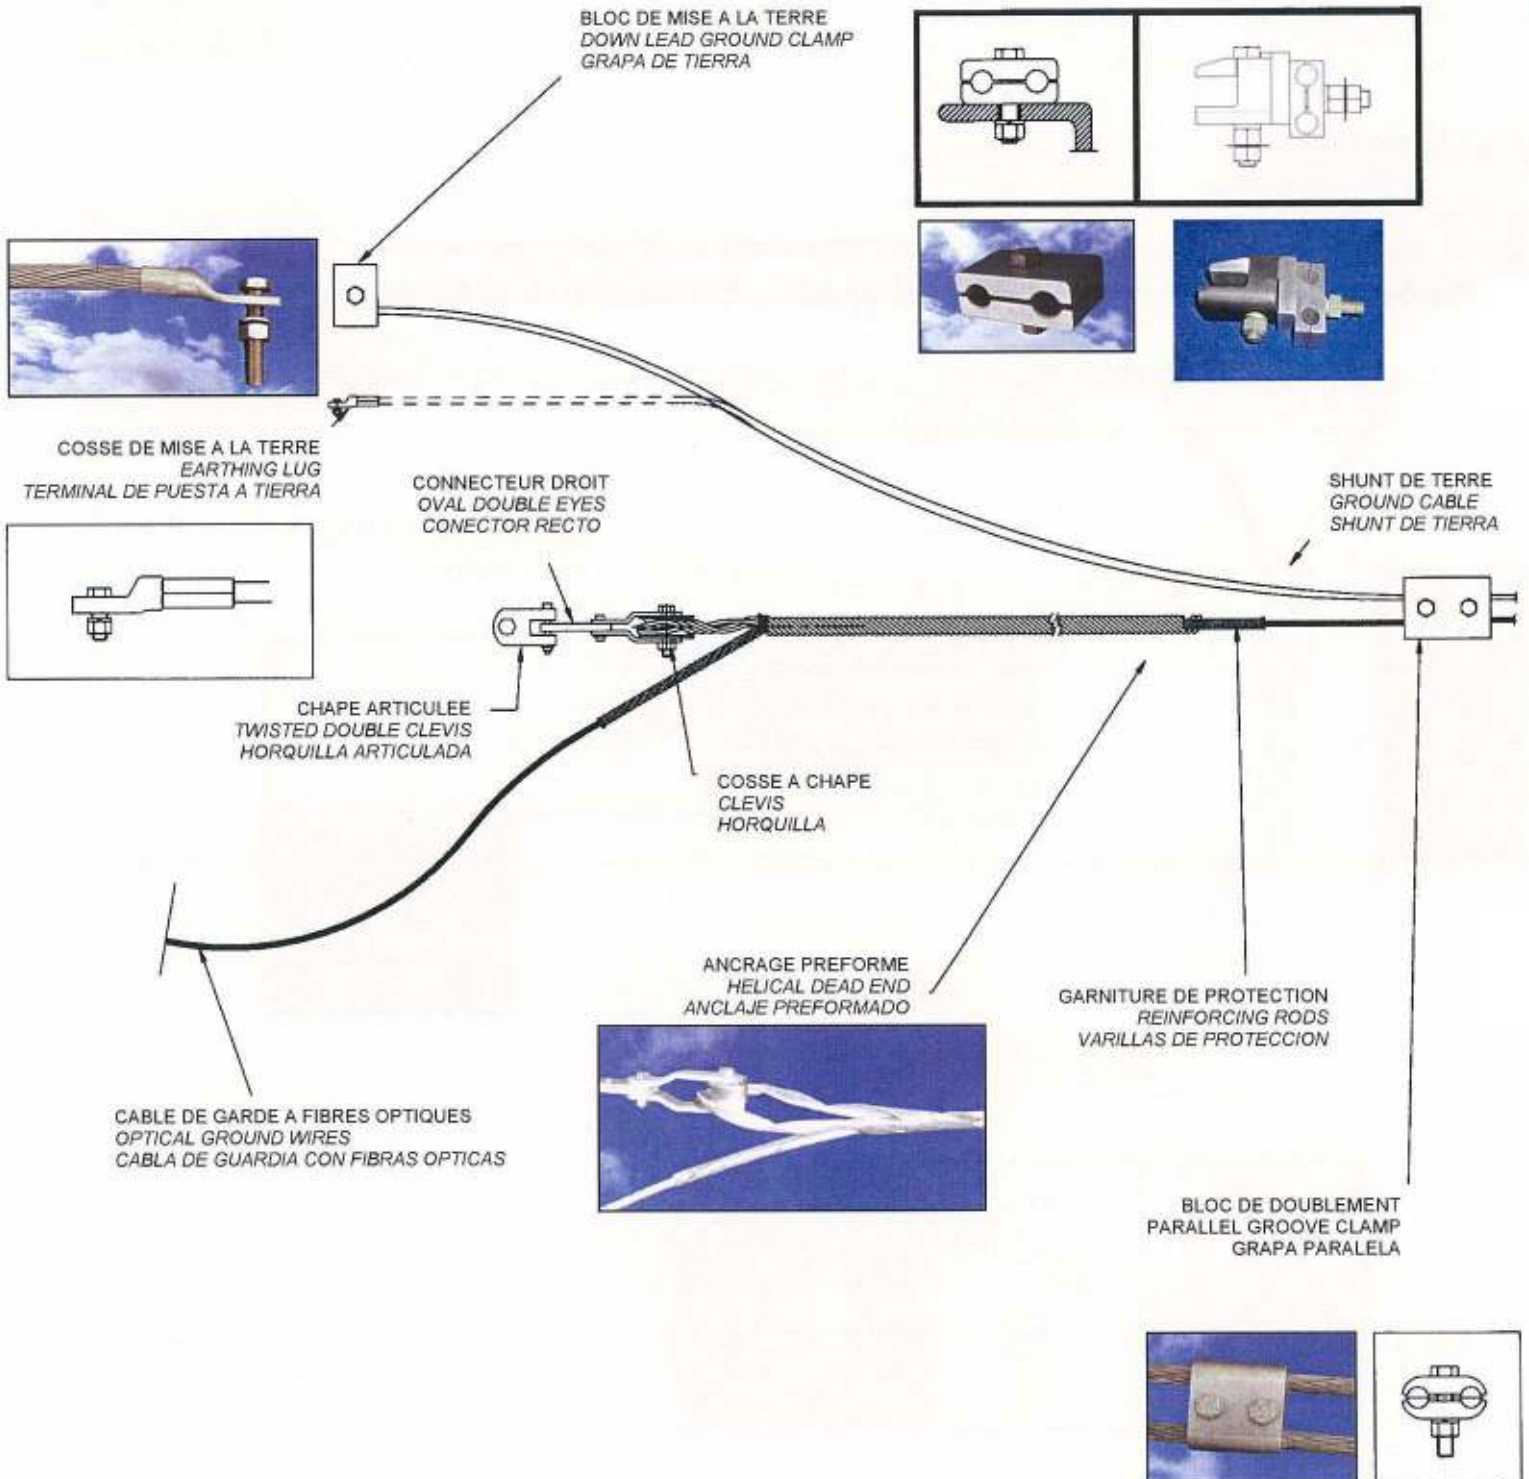 BLOC DE MISE A LA TERRE
DOWN LEAD GROUND CLAMP
GRAPA DE TIERRA
COSSE DE MISE A LA TERRE
EARTHING LUG
TERMINAL DE PUESTA A TIERRA
CONNECTEUR DROIT
OVAL DOUBLE EYES
CONECTOR RECTO
SHUNT DE TERRE
GROUND CABLE
SHUNT DE TIERRA
CHAPE ARTICULEE
TWISTED DOUBLE CLEVIS
HORQUILLA ARTICULADA
COSSE A CHAPE
CLEVIS
HORQUILLA
ANCRAGE PREFORME
HELICAL DEAD END
ANCLAJE PREFORMADO
GARNITURE DE PROTECTION
REINFORCING RODS
VARILLAS DE PROTECCION
CABLE DE GARDE A FIBRES OPTIQUES
OPTICAL GROUND WIRES
CABLA DE GUARDIA CON FIBRAS OPTICAS
BLOC DE DOUBLEMENT
PARALLEL GROOVE CLAMP
GRAPA PARALELA